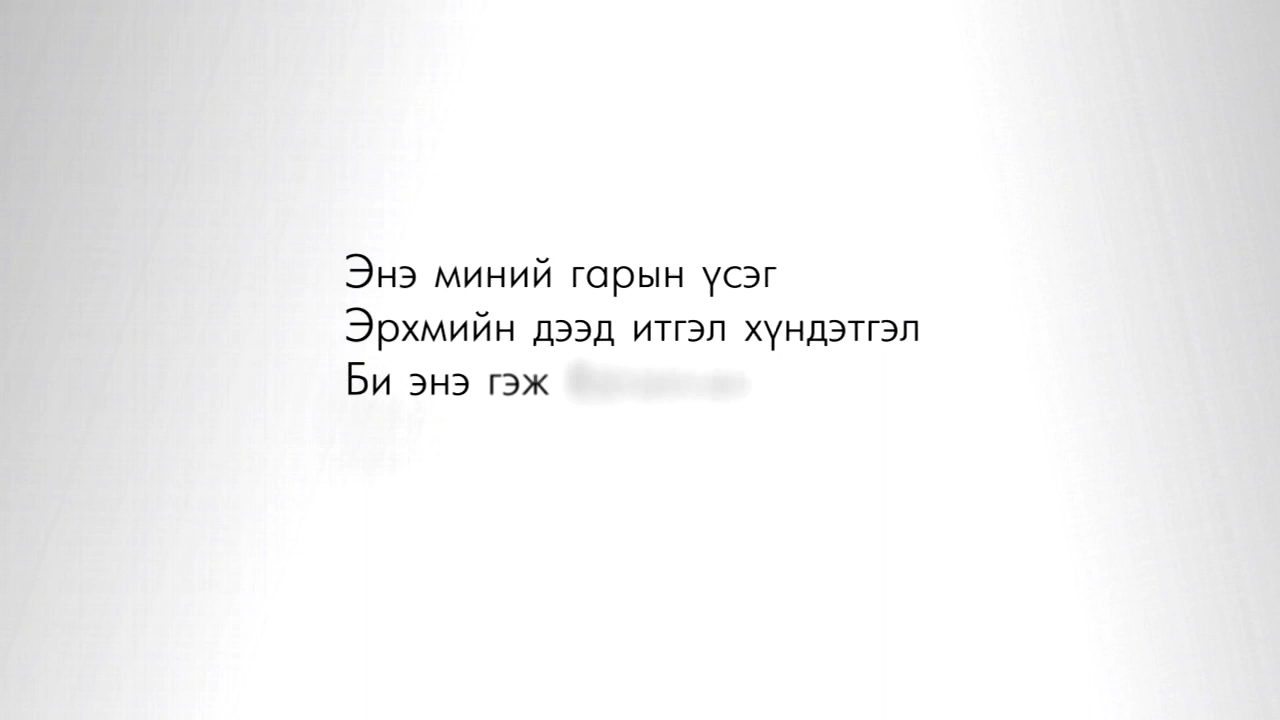 Энэ миний гарын үсэг
Эрхмийн дээд итгэл хүндэтгэл
Би энэ гэж